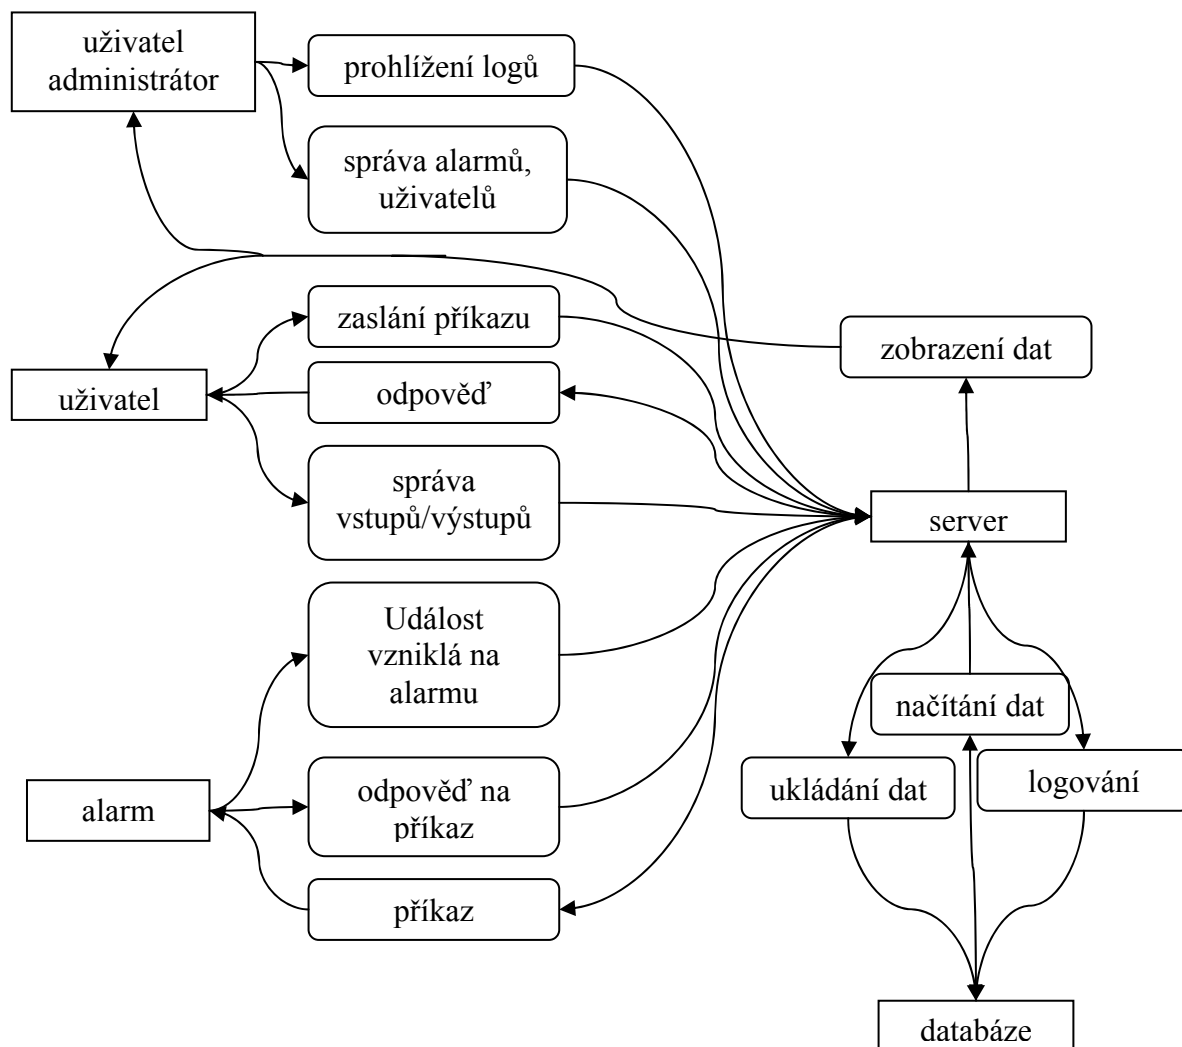 uživatel
administrátor
prohlížení logů
správa alarmů,
uživatelů
zaslání příkazu
zobrazení dat
uživatel
odpověď
správa
vstupů/výstupů
server
Událost
vzniklá na
alarmu
načítání dat
ukládání dat
logování
alarm
odpověď na
příkaz
příkaz
databáze